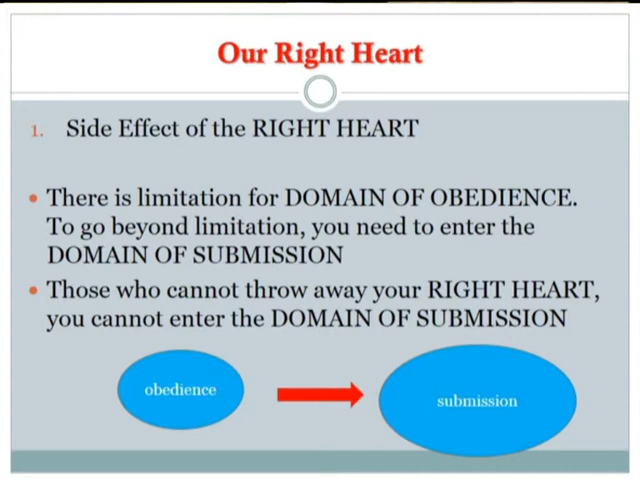 Our Right Heart
1. Side Effect of the RIGHT HEART
• There is limitation for DOMAIN OF OBEDIENCE.
To go beyond limitation, you need to enter the
DOMAIN OF SUBMISSION
• Those who cannot throw away your RIGHT HEART,
you cannot enter the DOMAIN OF SUBMISSION
obedience
submission